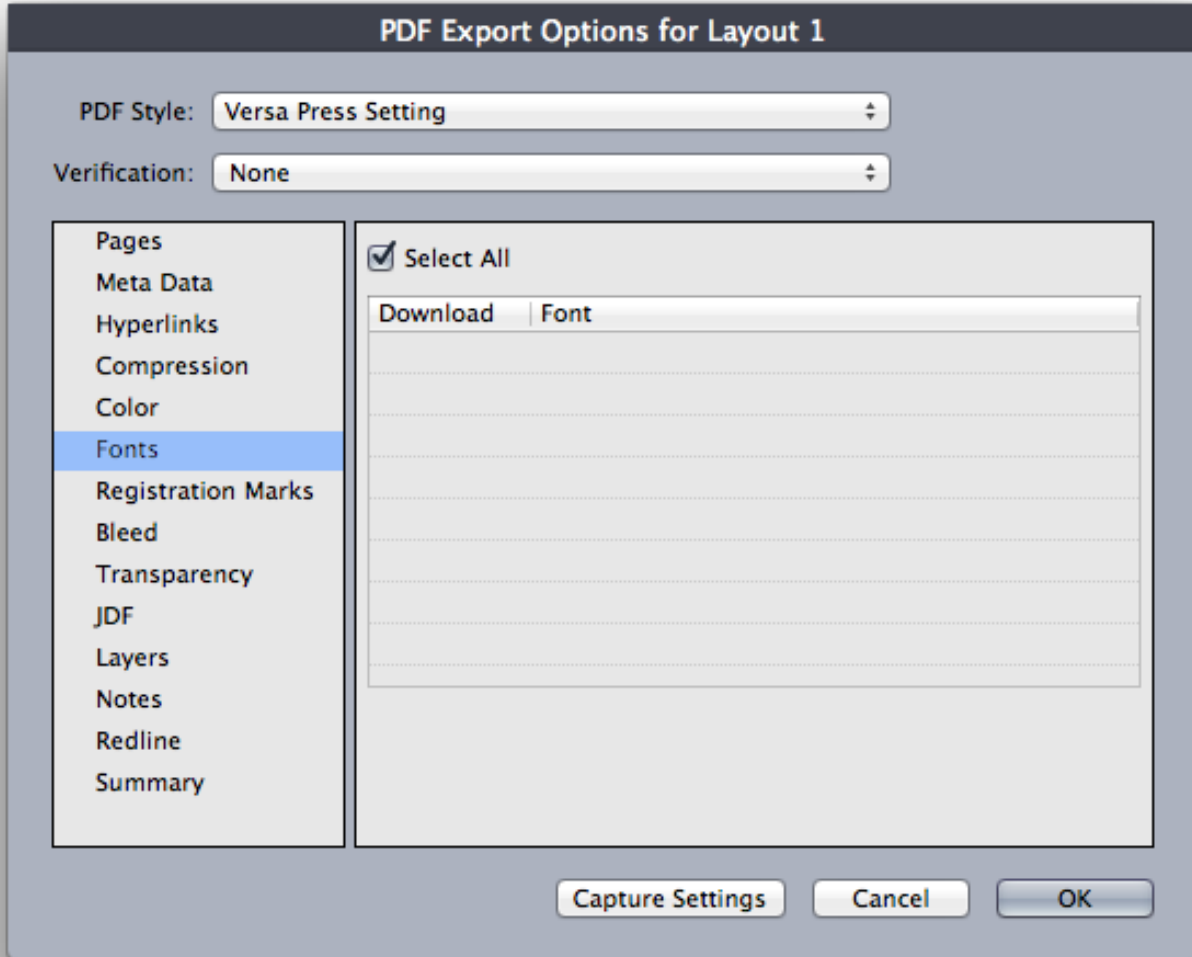 PDF Export Options for Layout 1
PDF Style: Versa Press Setting
Verification: None
Pages
Meta Data
Hyperlinks
Compression
Color
Fonts
Registration Marks
Bleed
Transparency
JDF
Layers
Notes
Redline
Summary
Select All
Download Font
Capture Settings Cancel OK